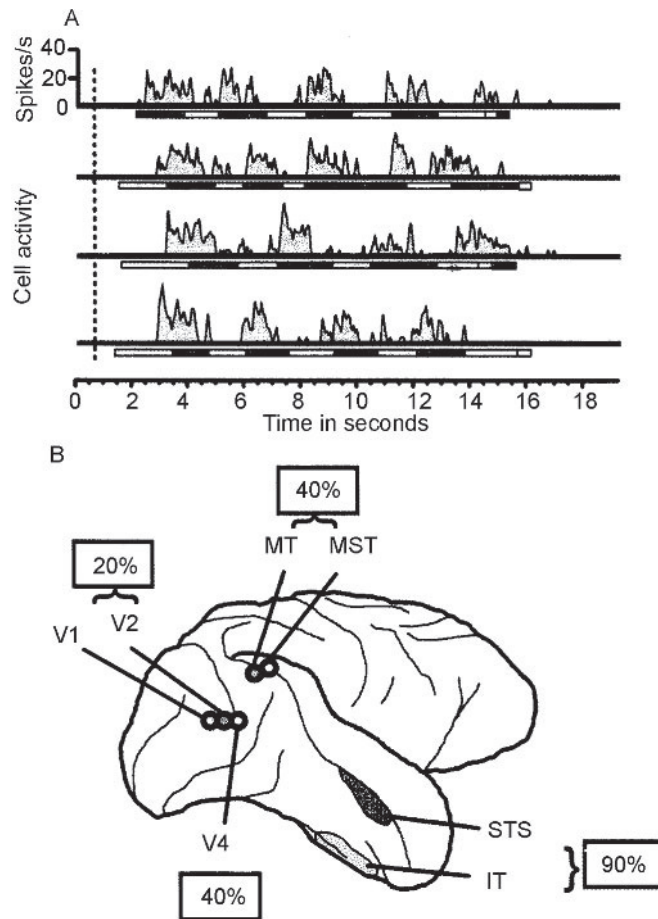 A
Spikes/s
40
20
0
Cell activity
0 2 4 6 8 10 12 14 16 18
Time in seconds
B
40%
MT MST
20%
V2
V1
V4
40%
STS
IT
90%